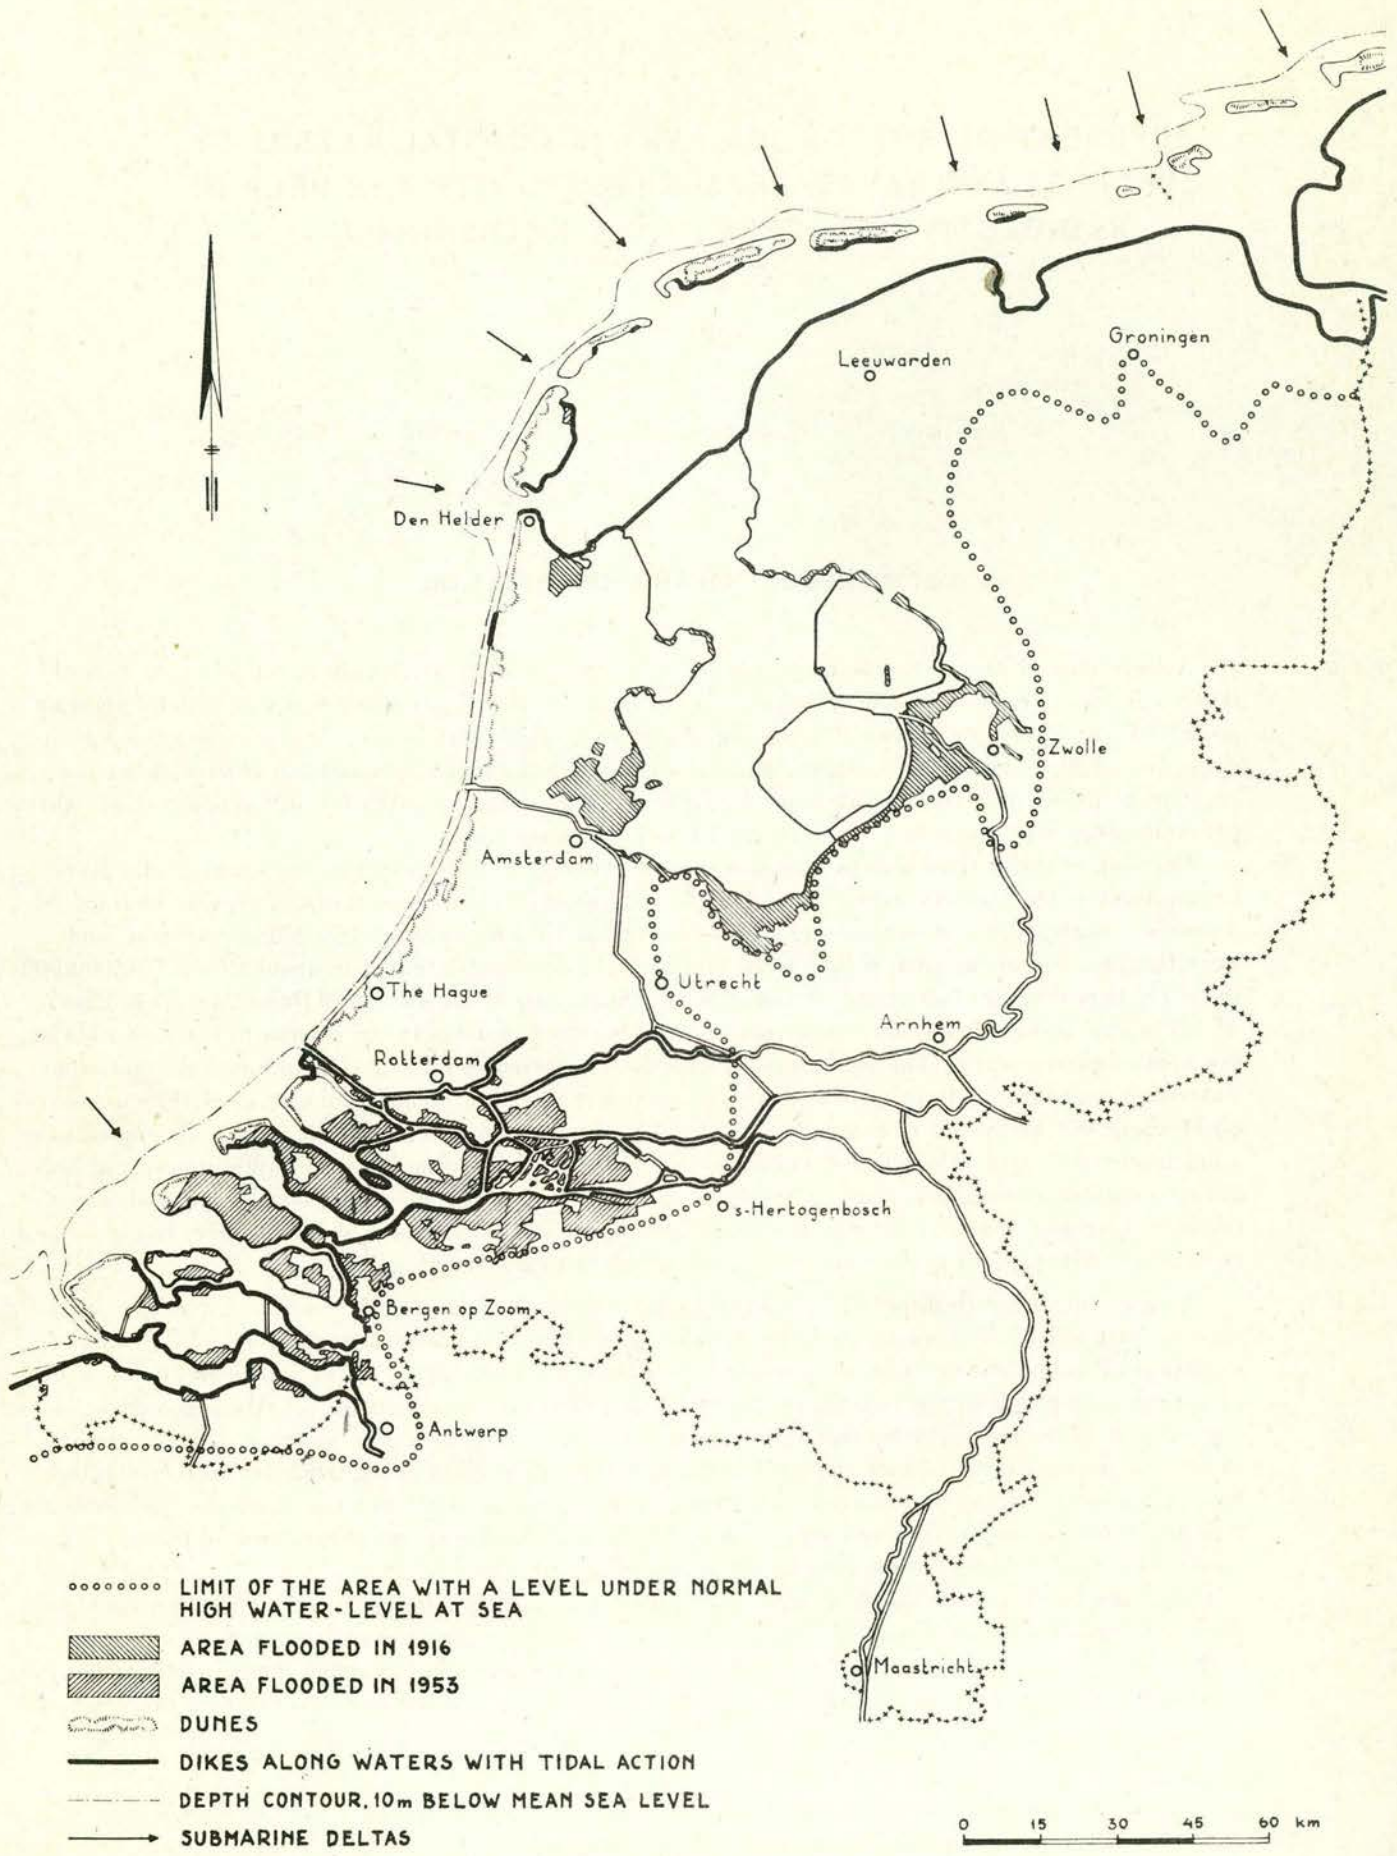 Groningen
Leeuwarden
Den Helder
Zwolle
Amsterdam
Utrecht
The Hague
Arnhem
Rotterdam
s-Hertogenbosch
Bergen op Zoom
Antwerp
LIMIT OF THE AREA WITH A LEVEL UNDER NORMAL
HIGH WATER-LEVEL AT SEA
AREA FLOODED IN 1916
AREA FLOODED IN 1953
Maastricht
DUNES
DIKES ALONG WATERS WITH TIDAL ACTION
DEPTH CONTOUR, 10m BELOW MEAN SEA LEVEL
SUBMARINE DELTAS
0 15 30 45 60 km